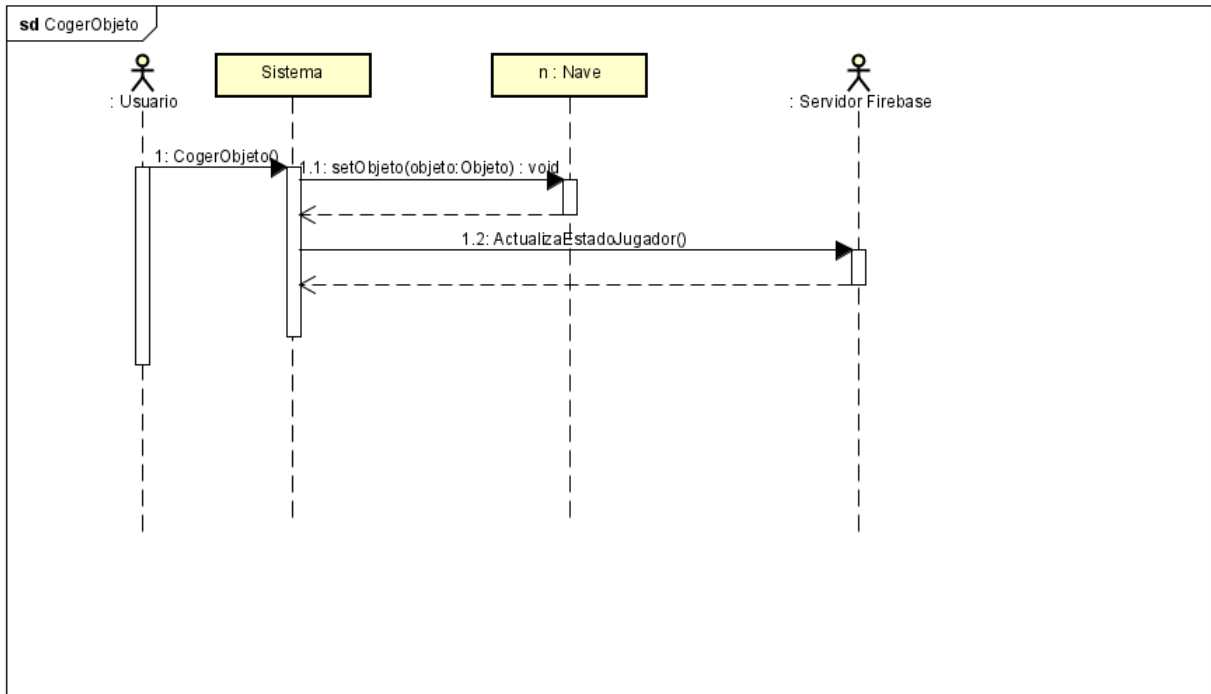 sd CogerObjeto
: Usuario
Sistema
n : Nave
: Servidor Firebase
1: CogerObjeto()
1.1: setObjeto(objeto:Objeto) : void
1.2: ActualizaEstadoJugador()